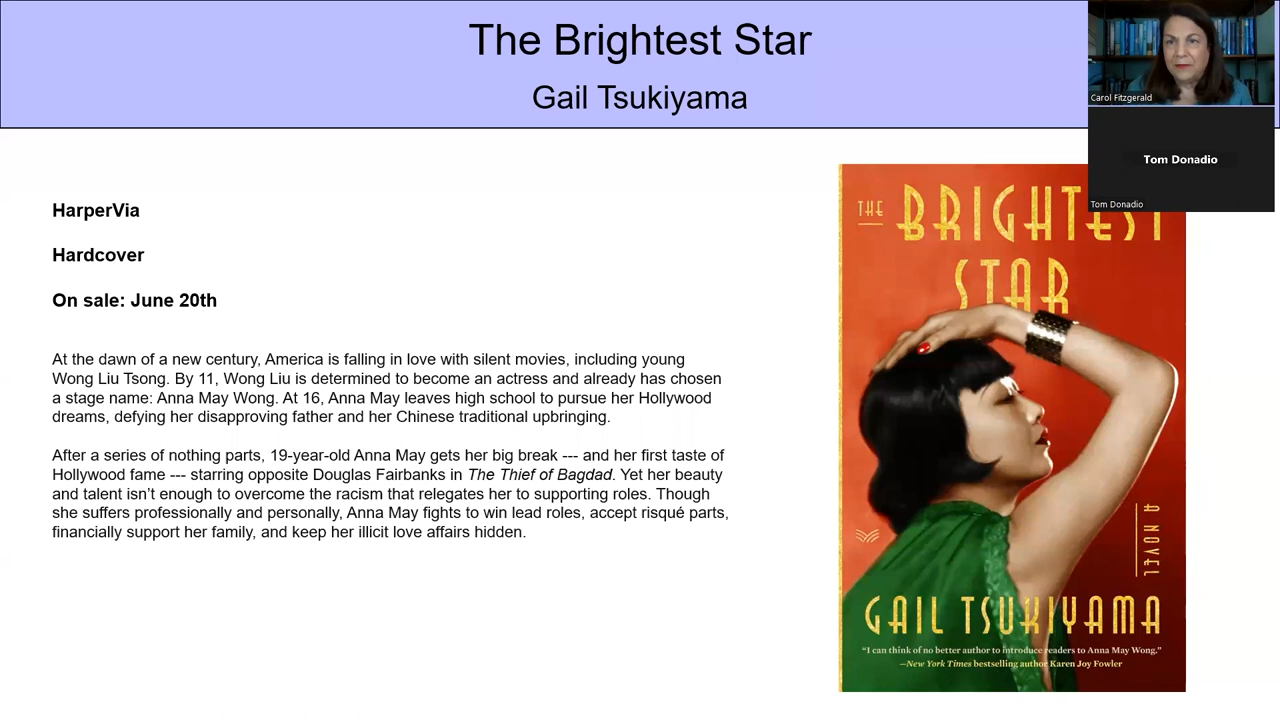 The Brightest Star
Gail Tsukiyama
Carol Fitzgerald
Tom Donadio
Tom Donadio
HarperVia
Hardcover
On sale: June 20th
At the dawn of a new century, America is falling in love with silent movies, including young
Wong Liu Tsong. By 11, Wong Liu is determined to become an actress and already has chosen
a stage name: Anna May Wong. At 16, Anna May leaves high school to pursue her Hollywood
dreams, defying her disapproving father and her Chinese traditional upbringing.
After a series of nothing parts, 19-year-old Anna May gets her big break --- and her first taste of
Hollywood fame --- starring opposite Douglas Fairbanks in The Thief of Bagdad. Yet her beauty
and talent isn’t enough to overcome the racism that relegates her to supporting roles. Though
she suffers professionally and personally, Anna May fights to win lead roles, accept risqué parts,
financially support her family, and keep her illicit love affairs hidden.
THE BRIGHTEST
STAR
A NOVEL
GAIL TSUKIYAMA
“I can think of no better author to introduce readers to Anna May Wong.”
—New York Times bestselling author Karen Joy Fowler